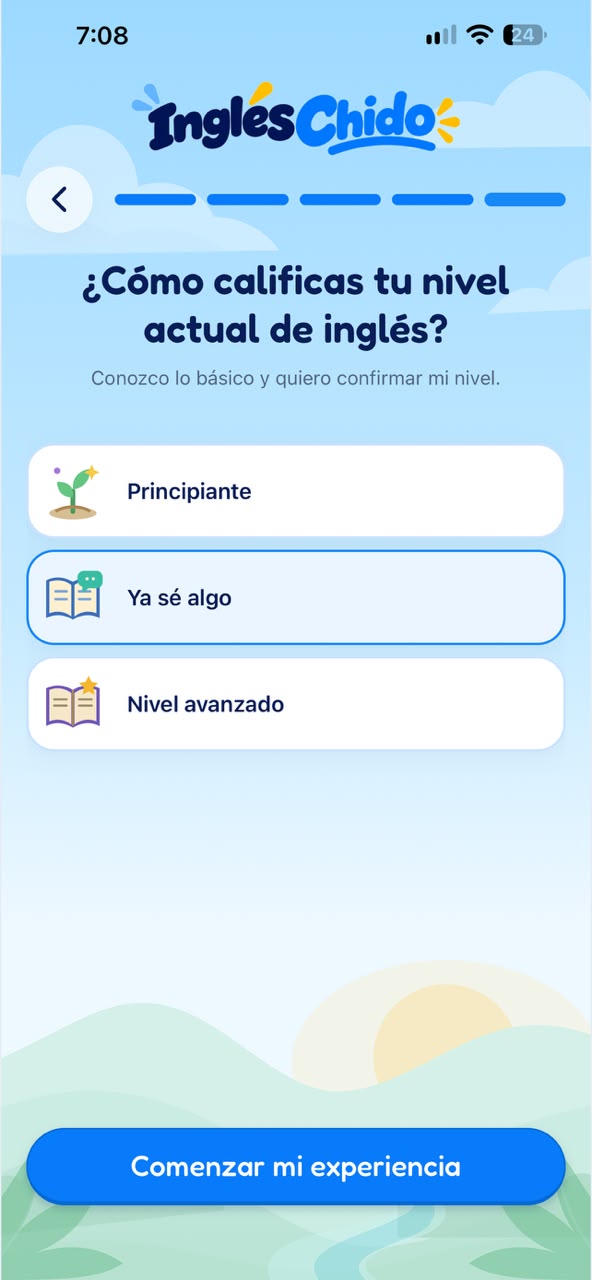 7:08
24
InglésChido
¿Cómo calificas tu nivel
actual de inglés?
Conozco lo básico y quiero confirmar mi nivel.
Principiante
Ya sé algo
Nivel avanzado
Comenzar mi experiencia